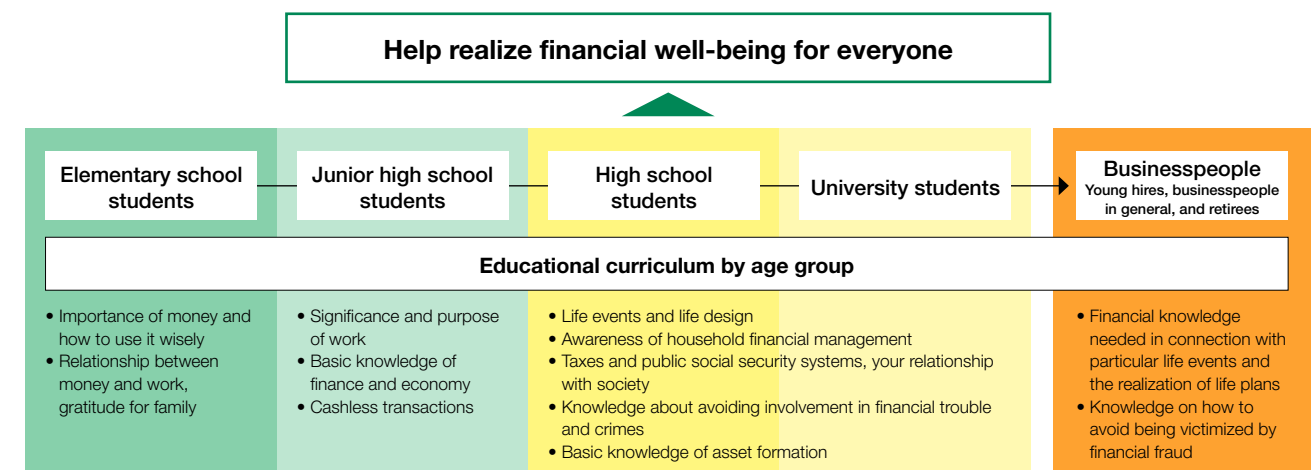 Help realize financial well-being for everyone
Elementary school
students
Junior high school
students
High school
students
University students
Businesspeople
Young hires, businesspeople
in general, and retirees
Educational curriculum by age group
• Importance of money and
how to use it wisely
• Relationship between
money and work,
gratitude for family
• Significance and purpose
of work
• Basic knowledge of
finance and economy
• Cashless transactions
• Life events and life design
• Awareness of household financial management
• Taxes and public social security systems, your relationship
with society
• Knowledge about avoiding involvement in financial trouble
and crimes
• Basic knowledge of asset formation
• Financial knowledge
needed in connection with
particular life events and
the realization of life plans
• Knowledge on how to
avoid being victimized by
financial fraud